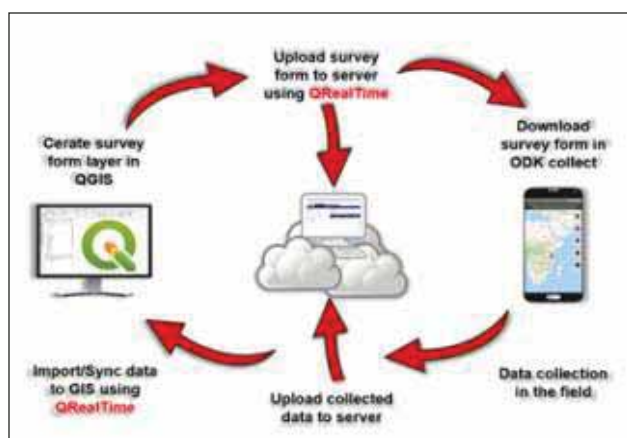 Upload survey
form to server
using QRealTime
Cerate survey
form layer in
QGIS
Download
survey form in
ODK collect
Import/Sync data
to GIS using
QRealTime
Upload collected
data to server
Data collection
in the field